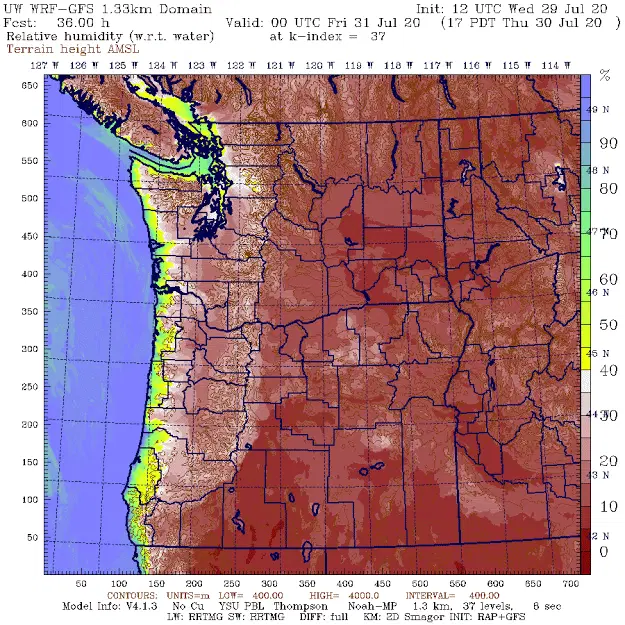 UW WRF-GFS 1.33km Domain Init: 12 UTC Wed 29 Jul 20
Fcst: 36.00 h Valid: 00 UTC Fri 31 Jul 20 (17 PDT Thu 30 Jul 20 )
Relative humidity (w.r.t. water) at k-index = 37
Terrain height AMSL
127 W 126 W 125 W 124 W 123 W 122 W 121 W 120 W 119 W 118 W 117 W 116 W 115 W 114 W
%
650
49 N
600
90
550
48 N
80
500
47 N
70
450
400
60
46 N
350
50
300
45 N
40
250
44 N
30
200
20
43 N
150
100
10
50
2 N
0
50 100 150 200 250 300 350 400 450 500 550 600 650 700
CONTOURS: UNITS=m LOW= 400.00 HIGH= 4000.0 INTERVAL= 400.00
Model Info: V4.1.3 No Cu YSU PBL Thompson Noah-MP 1.3 km, 37 levels, 8 sec
LW: RRTMG SW: RRTMG DIFF: full KM: 2D Smagor INIT: RAP+GFS